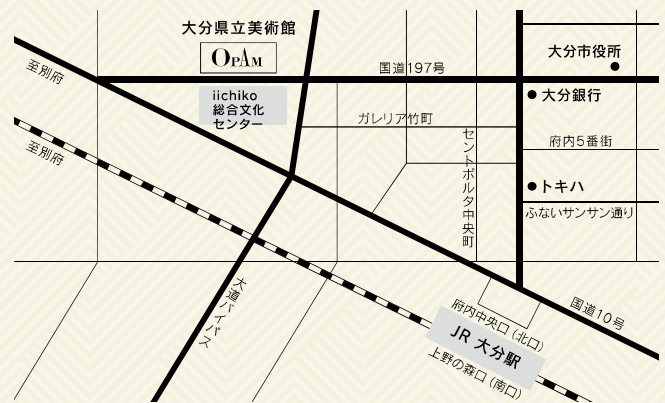 大分県立美術館
OPAM
至別府
国道197号
大分市役所
iichiko
総合文化
センター
大分銀行
ガレリア竹町
セントポルタ中央町
府内5番街
至別府
トキハ
ふないサンサン通り
大道バイパス
府内中央口（北口）
国道10号
JR 大分駅
上野の森口（南口）